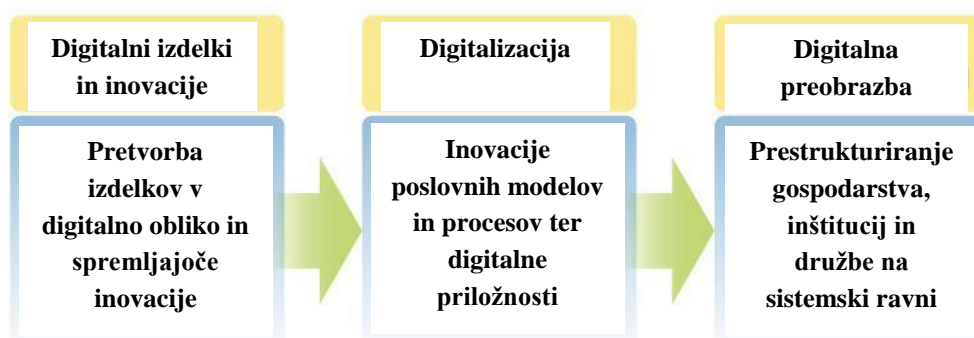 Digitalni izdelki
in inovacije
Pretvorba
izdelkov v
digitalno obliko in
spremljajoče
inovacije
Digitalizacija
Inovacije
poslovnih modelov
in procesov ter
digitalne
priložnosti
Digitalna
preobrazba
Prestrukturiranje
gospodarstva,
inštitucij in
družbe na
sistemski ravni